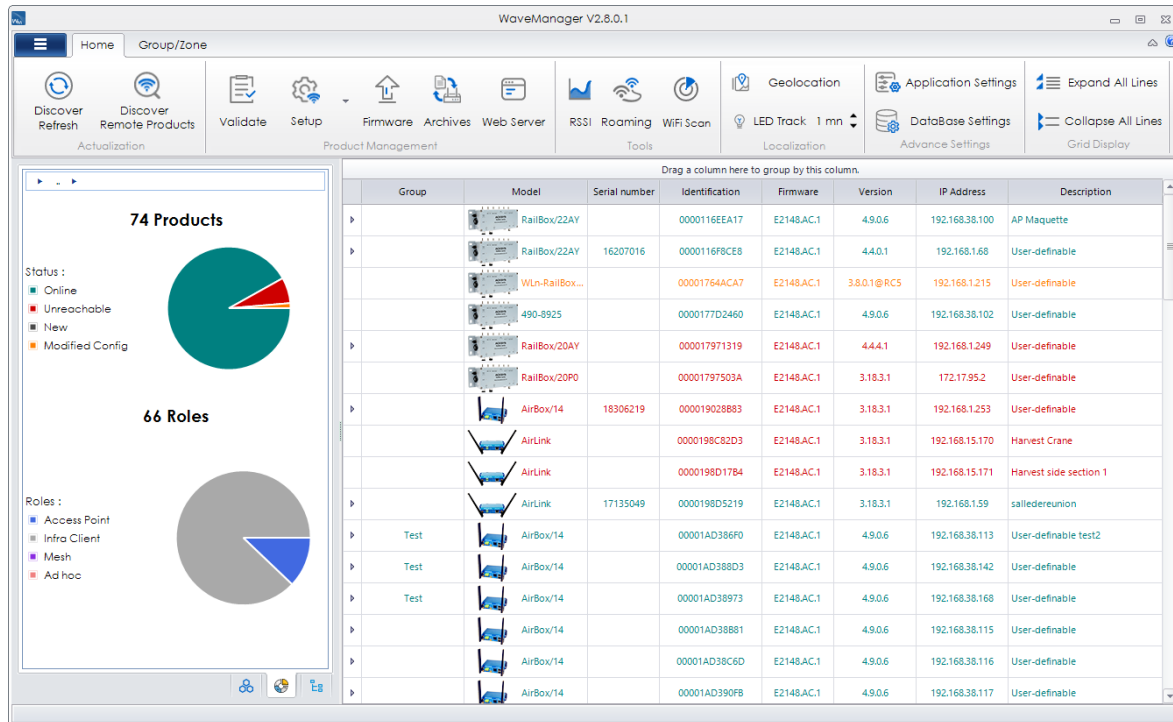 WaveManager V2.8.0.1
Home Group/Zone
Discover Refresh
Discover Remote Products
Validate
Setup
Firmware
Archives
Web Server
RSSI
Roaming
WiFi Scan
Geolocation
LED Track 1 mn
Application Settings
DataBase Settings
Expand All Lines
Collapse All Lines
Actualization
Product Management
Tools
Localization
Advance Settings
Grid Display
..
74 Products
Status :
Online
Unreachable
New
Modified Config
66 Roles
Roles :
Access Point
Infra Client
Mesh
Ad hoc
Drag a column here to group by this column.
Group Model Serial number Identification Firmware Version IP Address Description
RailBox/22AY 0000116EEA17 E2148.AC.1 4.9.0.6 192.168.38.100 AP Maquette
RailBox/22AY 16207016 0000116F8CE8 E2148.AC.1 4.4.0.1 192.168.1.68 User-definable
WLn-RailBox... 00001764ACA7 E2148.AC.1 3.8.0.1@RC5 192.168.1.215 User-definable
490-8925 0000177D2460 E2148.AC.1 4.9.0.6 192.168.38.102 User-definable
RailBox/20AY 000017971319 E2148.AC.1 4.4.4.1 192.168.1.249 User-definable
RailBox/20P0 00001797503A E2148.AC.1 3.18.3.1 172.17.95.2 User-definable
AirBox/14 18306219 000019028B83 E2148.AC.1 3.18.3.1 192.168.1.253 User-definable
AirLink 0000198C82D3 E2148.AC.1 3.18.3.1 192.168.15.170 Harvest Crane
AirLink 0000198D17B4 E2148.AC.1 3.18.3.1 192.168.15.171 Harvest side section 1
AirLink 17135049 0000198D5219 E2148.AC.1 3.18.3.1 192.168.1.59 salledereunion
Test AirBox/14 00001AD386F0 E2148.AC.1 4.9.0.6 192.168.38.113 User-definable test2
Test AirBox/14 00001AD388D3 E2148.AC.1 4.9.0.6 192.168.38.142 User-definable
Test AirBox/14 00001AD38973 E2148.AC.1 4.9.0.6 192.168.38.168 User-definable
AirBox/14 00001AD38B81 E2148.AC.1 4.9.0.6 192.168.38.115 User-definable
AirBox/14 00001AD38C6D E2148.AC.1 4.9.0.6 192.168.38.116 User-definable
AirBox/14 00001AD390FB E2148.AC.1 4.9.0.6 192.168.38.117 User-definable